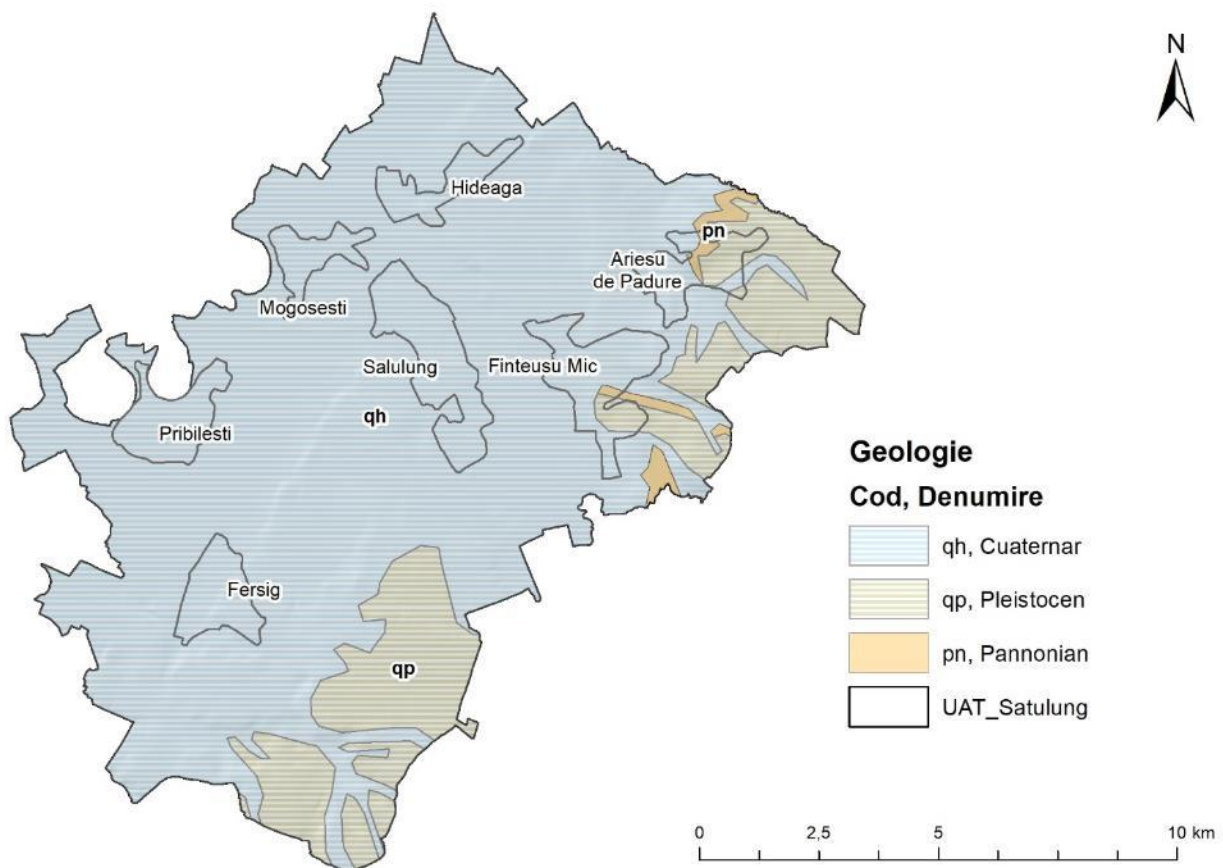 N
Hideaga
pn
Ariesu
de Padure
Mogosesti
Salulung
Finteusu Mic
qh
Pribilesti
Geologie
Cod, Denumire
qh, Cuaternar
qp, Pleistocen
Fersig
pn, Pannonian
qp
UAT_Satulung
0 2,5 5 10 km